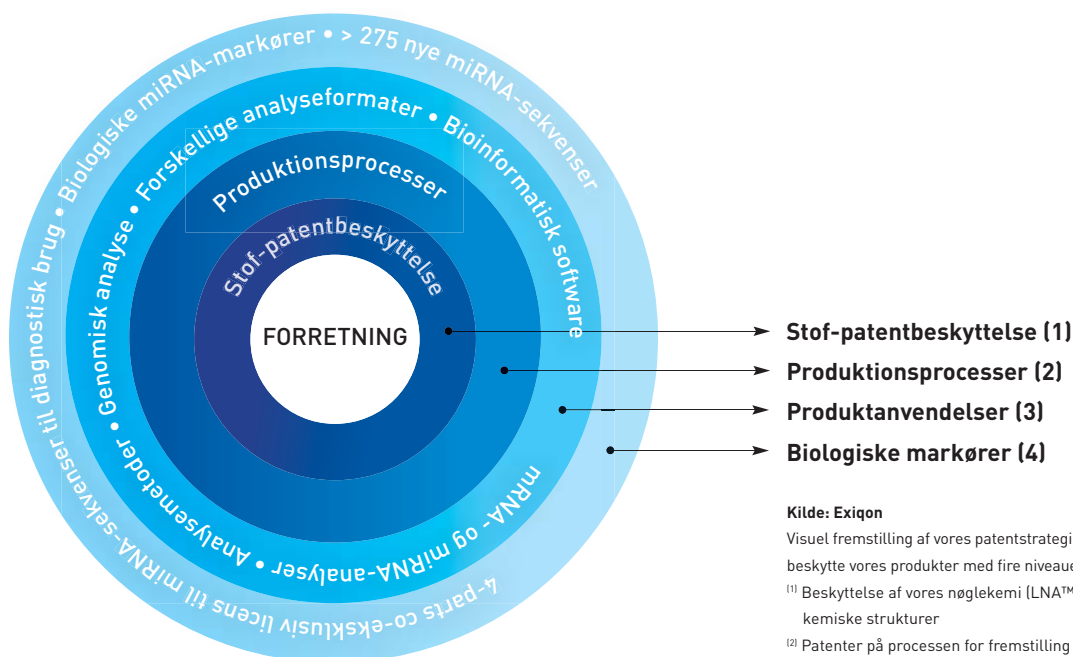 4-parts co-eksklusiv licens til miRNA-sekvenser til diagnostisk brug • Biologiske miRNA-markører • > 275 nye miRNA-sekvenser
mRNA- og miRNA-analyser • Analysemetoder • Genomisk analyse • Forskellige analyseformater • Bioinformatisk software
Produktionsprocesser
Stof-patentbeskyttelse
FORRETNING
Stof-patentbeskyttelse (1)
Produktionsprocesser (2)
Produktanvendelser (3)
Biologiske markører (4)
Kilde: Exiqon
Visuel fremstilling af vores patentstrategi
beskytte vores produkter med fire
(1) Beskyttelse af vores nøglekemi (LNA™
kemiske strukturer
(2) Patenter på processen for fremstilling